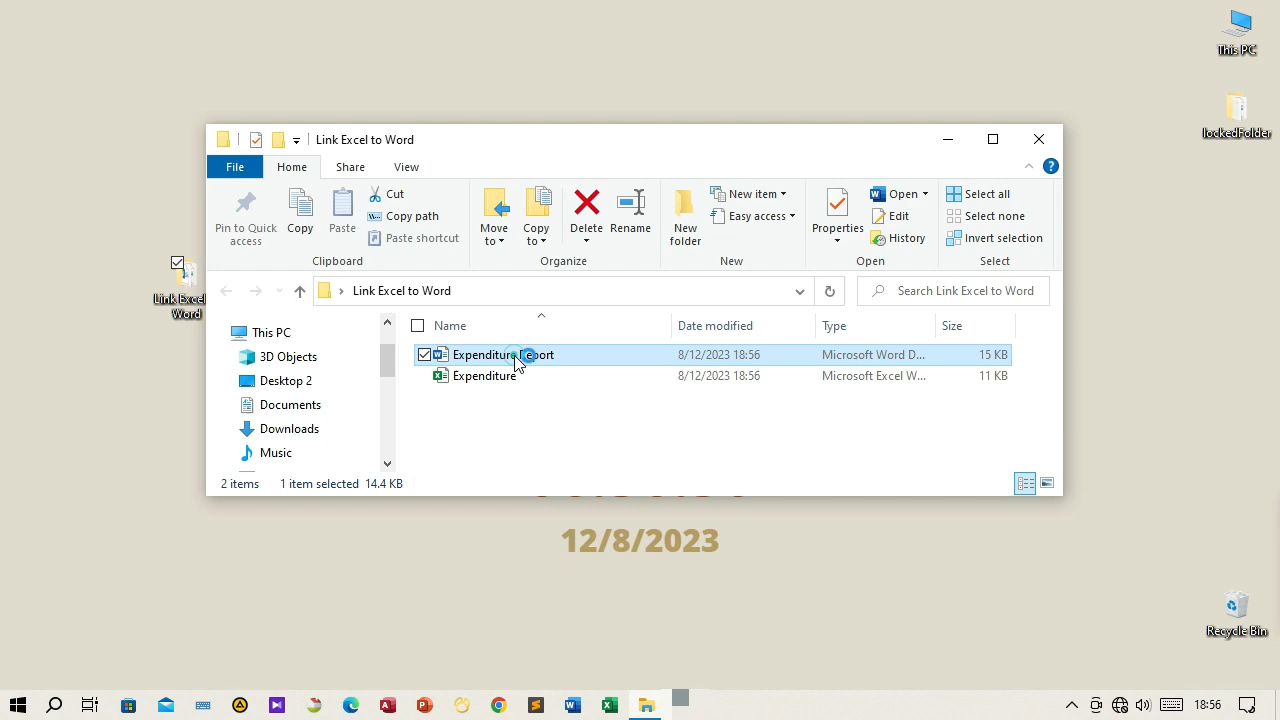 This PC
lockedFolder
Link Excel to Word
File Home Share View
Pin to Quick access
Copy
Paste
Cut
Copy path
Paste shortcut
Clipboard
Move to
Copy to
Delete
Rename
Organize
New folder
New item
Easy access
New
Properties
Open
Edit
History
Open
Select all
Select none
Invert selection
Select
Link Excel
Word
Link Excel to Word
Search Link Excel to Word
This PC
3D Objects
Desktop 2
Documents
Downloads
Music
Name Date modified Type Size
Expenditure Report 8/12/2023 18:56 Microsoft Word D... 15 KB
Expenditure 8/12/2023 18:56 Microsoft Excel W... 11 KB
2 items 1 item selected 14.4 KB
12/8/2023
Recycle Bin
18:56